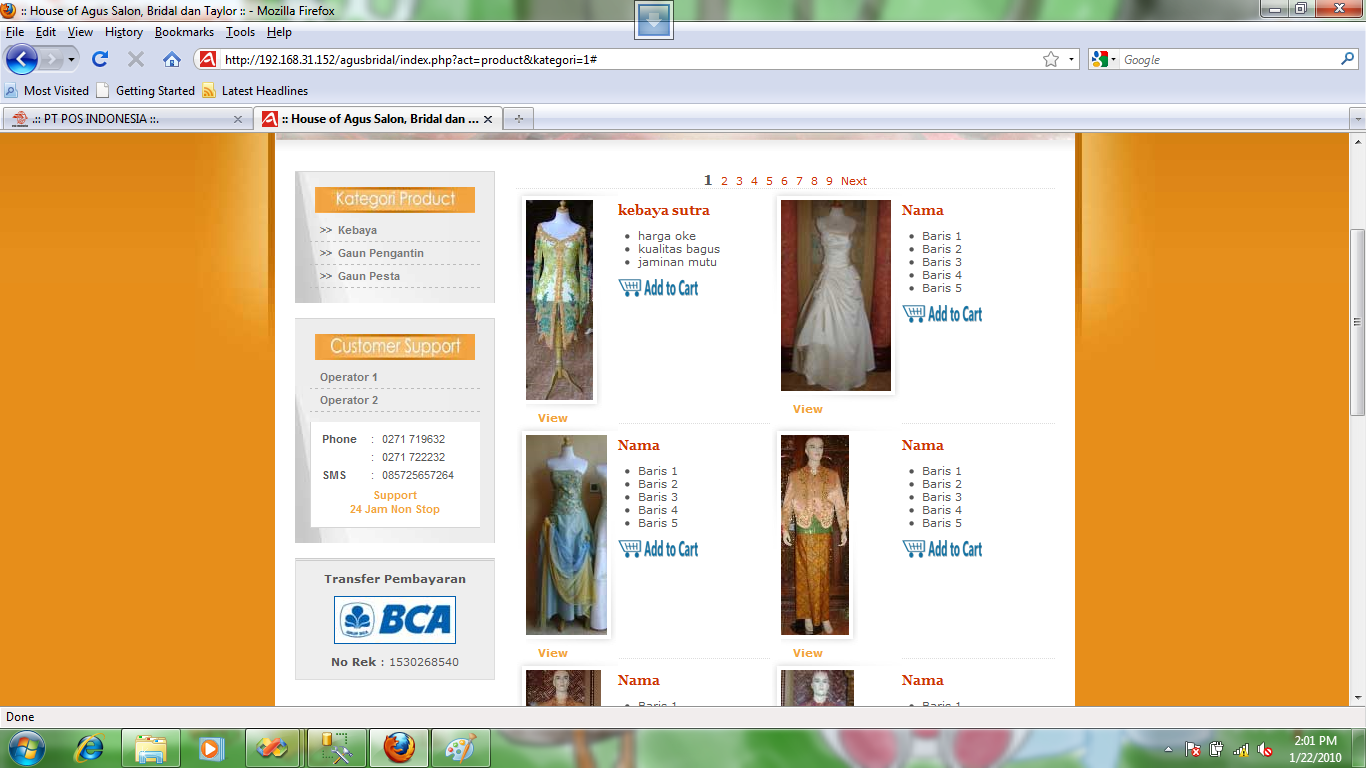 :: House of Agus Salon, Bridal dan Taylor :: - Mozilla Firefox
File Edit View History Bookmarks Tools Help
http://192.168.31.152/agusbridal/index.php?act=product&kategori=1#
Google
Most Visited Getting Started Latest Headlines
.:: PT POS INDONESIA ::.
:: House of Agus Salon, Bridal dan ...
Kategori Product
>> Kebaya
>> Gaun Pengantin
>> Gaun Pesta
Customer Support
Operator 1
Operator 2
Phone : 0271 719632
: 0271 722232
SMS : 085725657264
Support
24 Jam Non Stop
Transfer Pembayaran
BCA
No Rek : 1530268540
1 2 3 4 5 6 7 8 9 Next
kebaya sutra
harga oke
kualitas bagus
jaminan mutu
Add to Cart
View
Nama
Baris 1
Baris 2
Baris 3
Baris 4
Baris 5
Add to Cart
View
Nama
Baris 1
Baris 2
Baris 3
Baris 4
Baris 5
Add to Cart
View
Nama
Baris 1
Baris 2
Baris 3
Baris 4
Baris 5
Add to Cart
View
Nama
Baris 1
Nama
Baris 1
Done
2:01 PM
1/22/2010